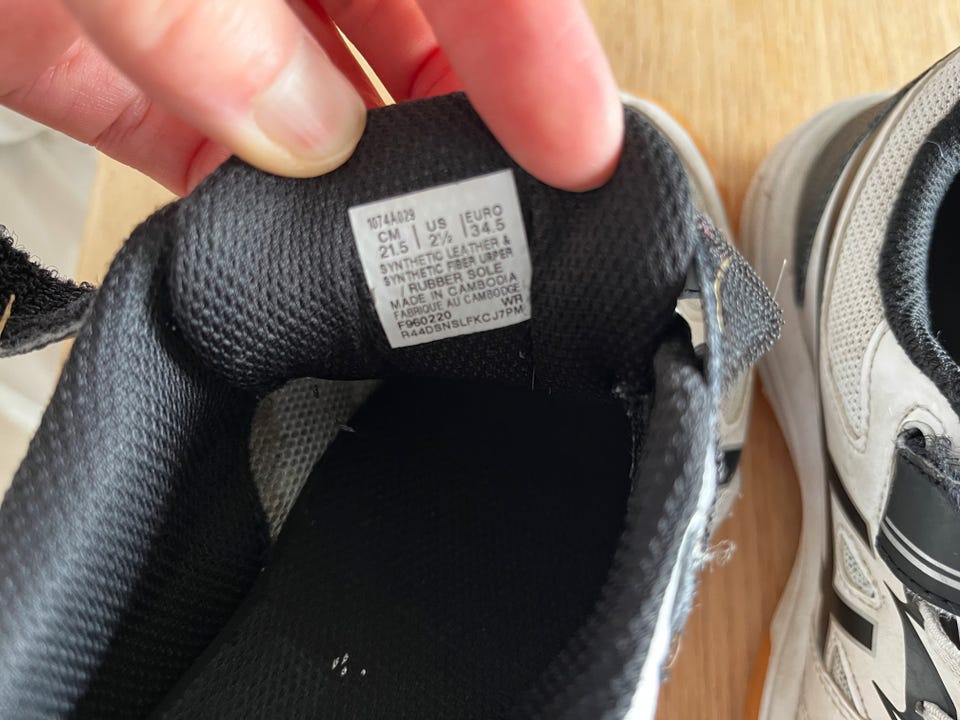 1074A029
CM | US | EURO
21.5 | 2½ | 34.5
SYNTHETIC LEATHER &
SYNTHETIC FIBER UPPER
/ RUBBER SOLE
MADE IN CAMBODIA
FABRIQUE AU CAMBODGE
F960220 WR
R44DSNSLFKCJ7PM